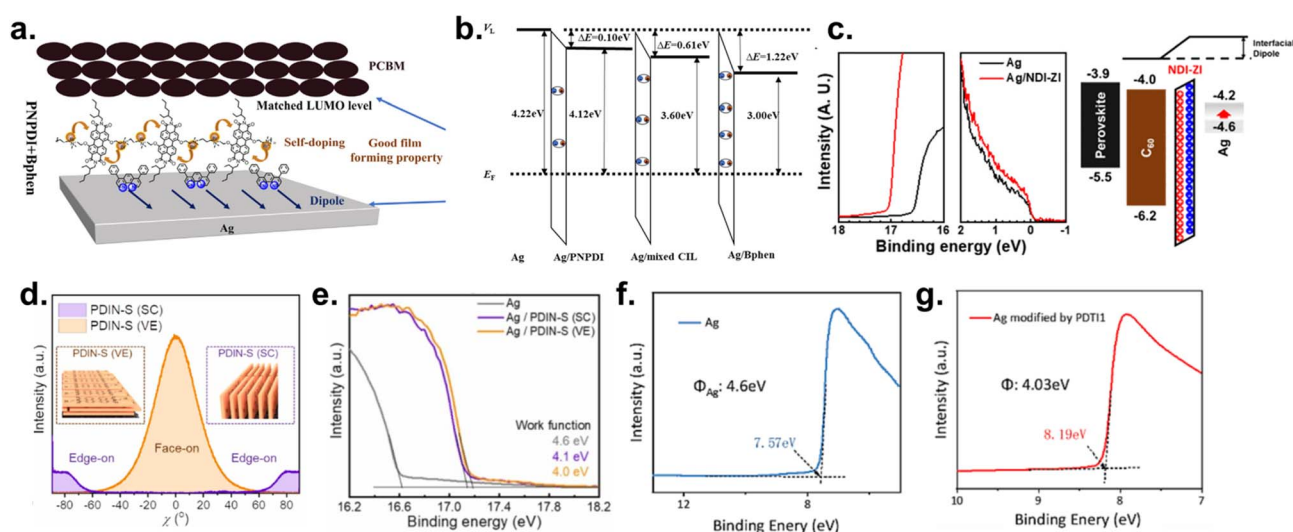 a.
PNPDI+Bphen
PCBM
Matched LUMO level
Self-doping
Good film
forming property
Dipole
Ag
b.
V_L
ΔE=0.10eV
ΔE=0.61eV
ΔE=1.22eV
4.22eV
4.12eV
3.60eV
3.00eV
E_F
Ag
Ag/PNPDI
Ag/mixed CIL
Ag/Bphen
c.
Intensity (A. U.)
Ag
Ag/NDI-ZI
18
17
16
2
1
0
-1
Binding energy (eV)
Interfacial
Dipole
NDI-ZI
-3.9
-4.0
-4.2
-4.6
Perovskite
C60
Ag
-5.5
-6.2
d.
PDIN-S (SC)
PDIN-S (VE)
PDIN-S (VE)
PDIN-S (SC)
Edge-on
Face-on
Edge-on
Intensity (a.u.)
-80 -60 -40 -20 0 20 40 60 80
χ (°)
e.
Ag
Ag / PDIN-S (SC)
Ag / PDIN-S (VE)
Work function
4.6 eV
4.1 eV
4.0 eV
Intensity (a.u.)
16.2 16.6 17.0 17.4 17.8 18.2
Binding energy (eV)
f.
Ag
Φ_Ag: 4.6eV
7.57eV
Intensity (a.u.)
12
8
Binding Enery (eV)
g.
Ag modified by PDTI1
Φ: 4.03eV
8.19eV
Intensity (a.u.)
10
9
8
7
Binding Enery (eV)